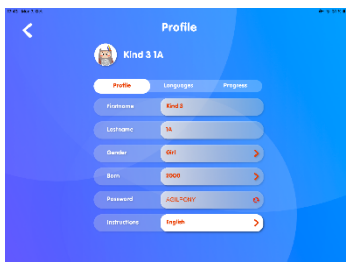 Profile
Kind 3 1A
Profile Languages Progress
Firstname Kind 3
Lastname 1A
Gender Girl
Born 2000
Password AGILPONY
Instructions English